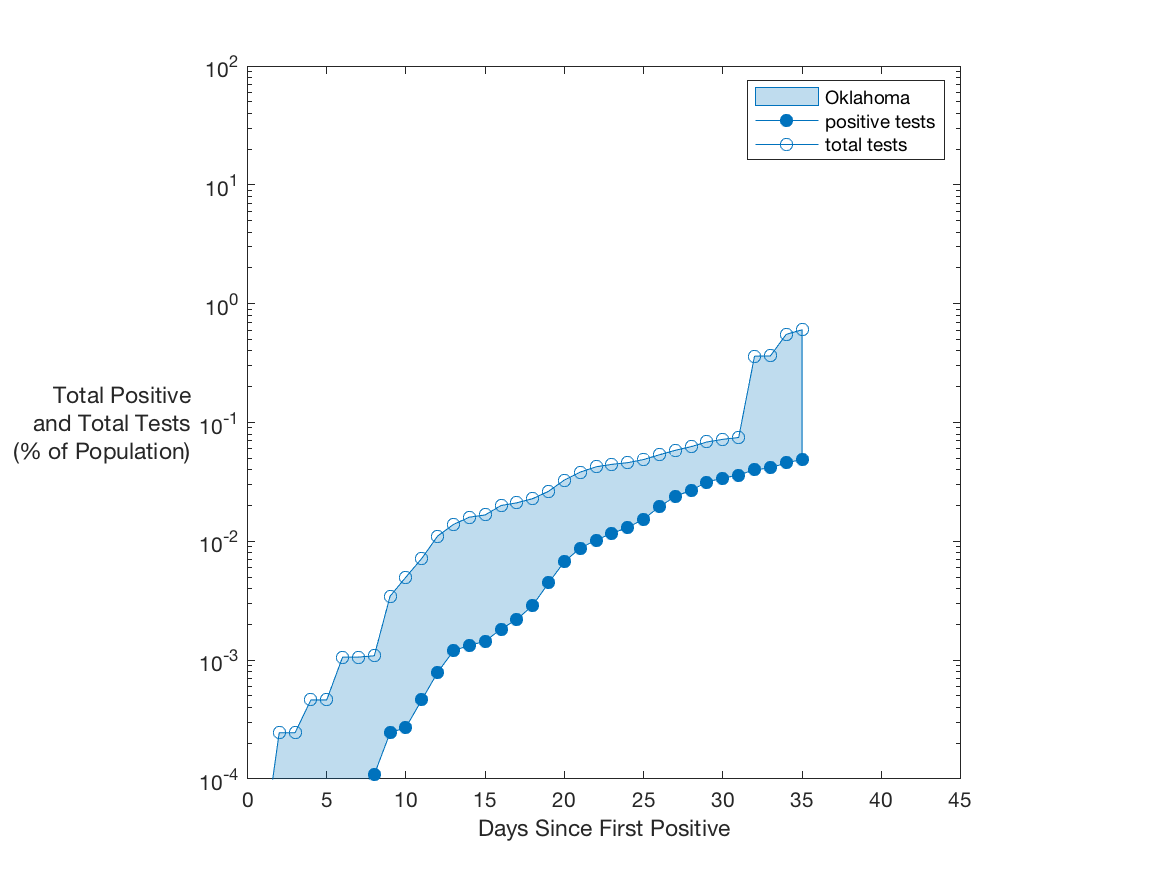 10^2
10^1
10^0
10^-1
10^-2
10^-3
10^-4
Total Positive
and Total Tests
(% of Population)
Oklahoma
positive tests
total tests
0 5 10 15 20 25 30 35 40 45
Days Since First Positive